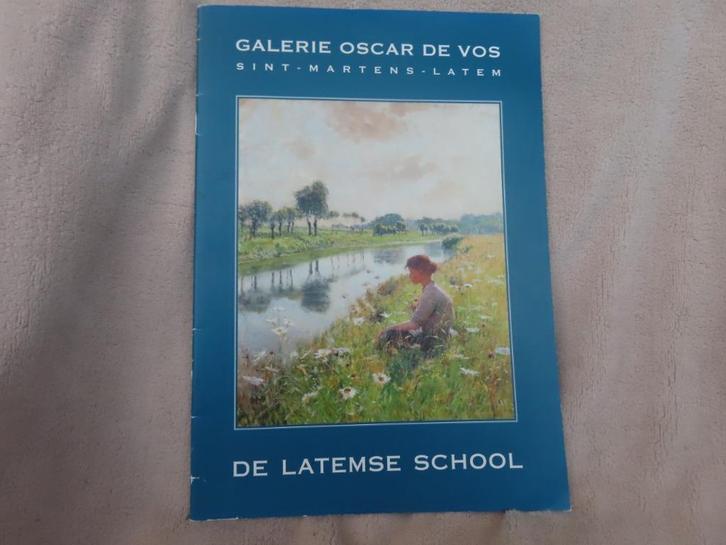 GALERIE OSCAR DE VOS
SINT-MARTENS-LATEM
DE LATEMSE SCHOOL